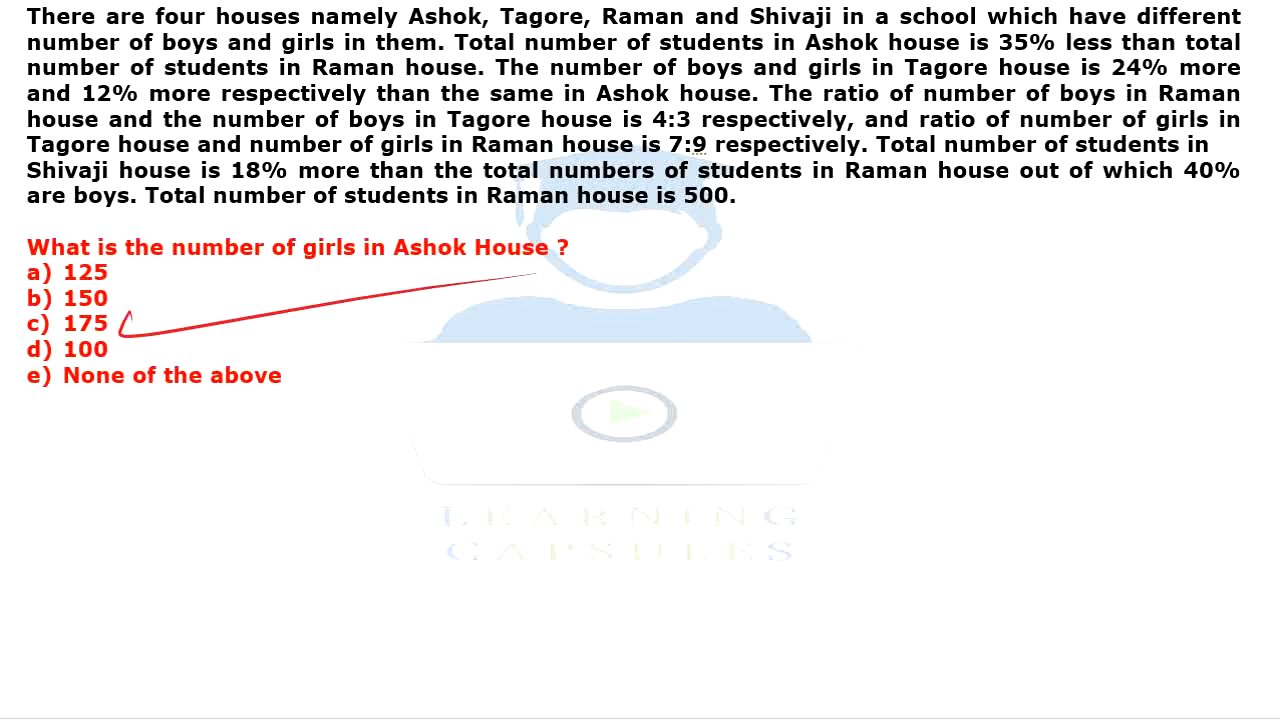 There are four houses namely Ashok, Tagore, Raman and Shivaji in a school which have different
number of boys and girls in them. Total number of students in Ashok house is 35% less than total
number of students in Raman house. The number of boys and girls in Tagore house is 24% more
and 12% more respectively than the same in Ashok house. The ratio of number of boys in Raman
house and the number of boys in Tagore house is 4:3 respectively, and ratio of number of girls in
Tagore house and number of girls in Raman house is 7:9 respectively. Total number of students in
Shivaji house is 18% more than the total numbers of students in Raman house out of which 40%
are boys. Total number of students in Raman house is 500.
What is the number of girls in Ashok House ?
a) 125
b) 150
c) 175
d) 100
e) None of the above
LEARNING
CAPSULES